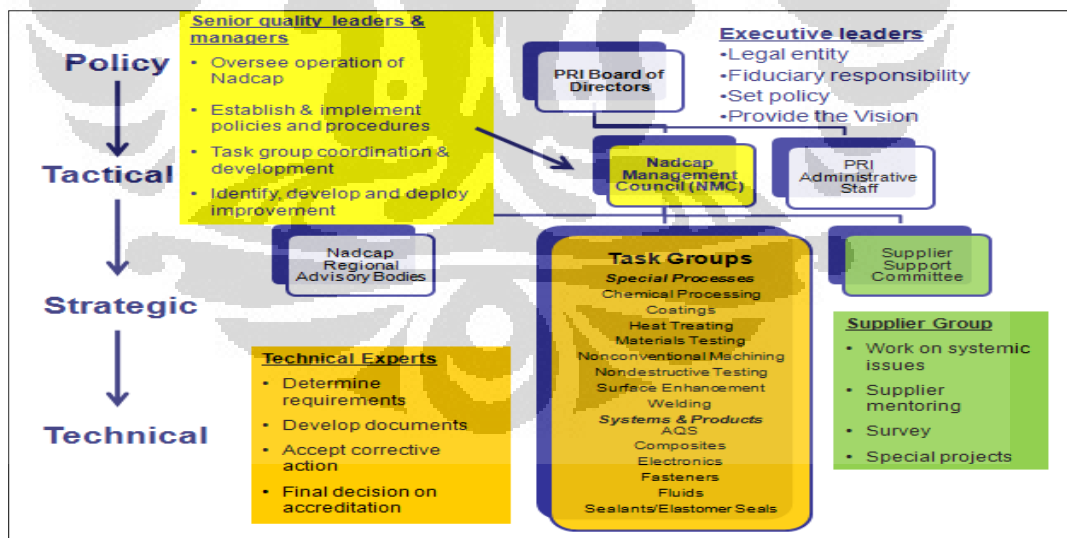 Policy
Tactical
Strategic
Technical
Senior quality leaders &
managers
• Oversee operation of
Nadcap
• Establish & implement
policies and procedures
• Task group coordination &
development
• Identify, develop and deploy
improvement
PRI Board of
Directors
Executive leaders
•Legal entity
•Fiduciary responsibility
•Set policy
•Provide the Vision
Nadcap
Management
Council (NMC)
PRI
Administrative
Staff
Nadcap
Regional
Advisory Bodies
Task Groups
Special Processes
Chemical Processing
Coatings
Heat Treating
Materials Testing
Nonconventional Machining
Nondestructive Testing
Surface Enhancement
Welding
Systems & Products
AQS
Composites
Electronics
Fasteners
Fluids
Sealants/Elastomer Seals
Supplier
Support
Committee
Technical Experts
• Determine
requirements
• Develop documents
• Accept corrective
action
• Final decision on
accreditation
Supplier Group
• Work on systemic
issues
• Supplier
mentoring
• Survey
• Special projects